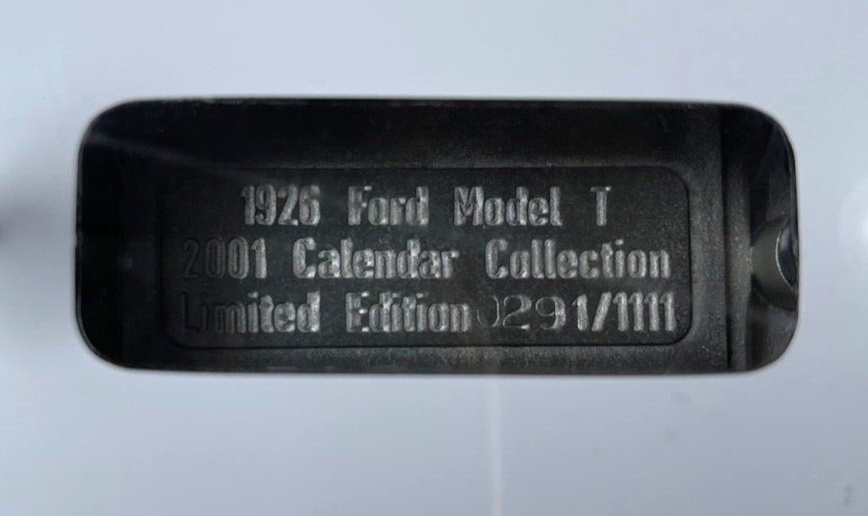 1926 Ford Model T
2001 Calendar Collection
Limited Edition 0291/1111